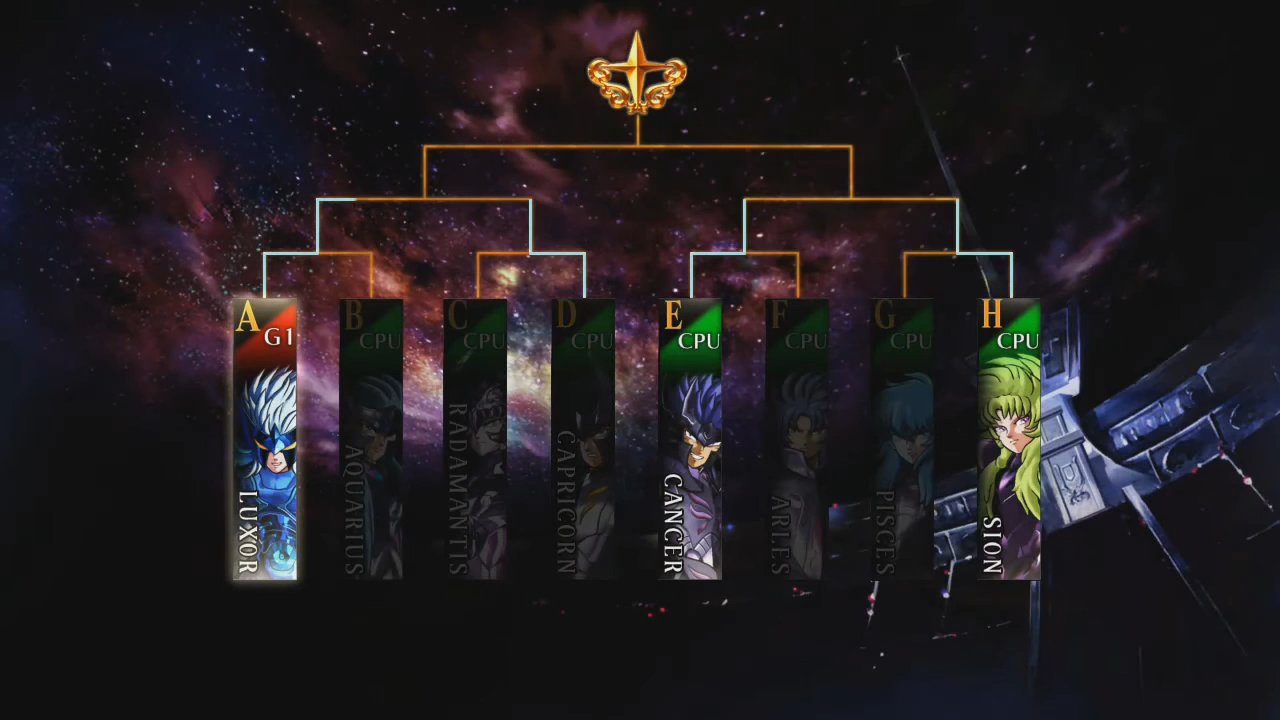 A
G1
LUXOR
B
CPU
AQUARIUS
C
CPU
RADAMANTIS
D
CPU
CAPRICORN
E
CPU
CANCER
F
CPU
ARLES
G
CPU
PISCES
H
CPU
SION